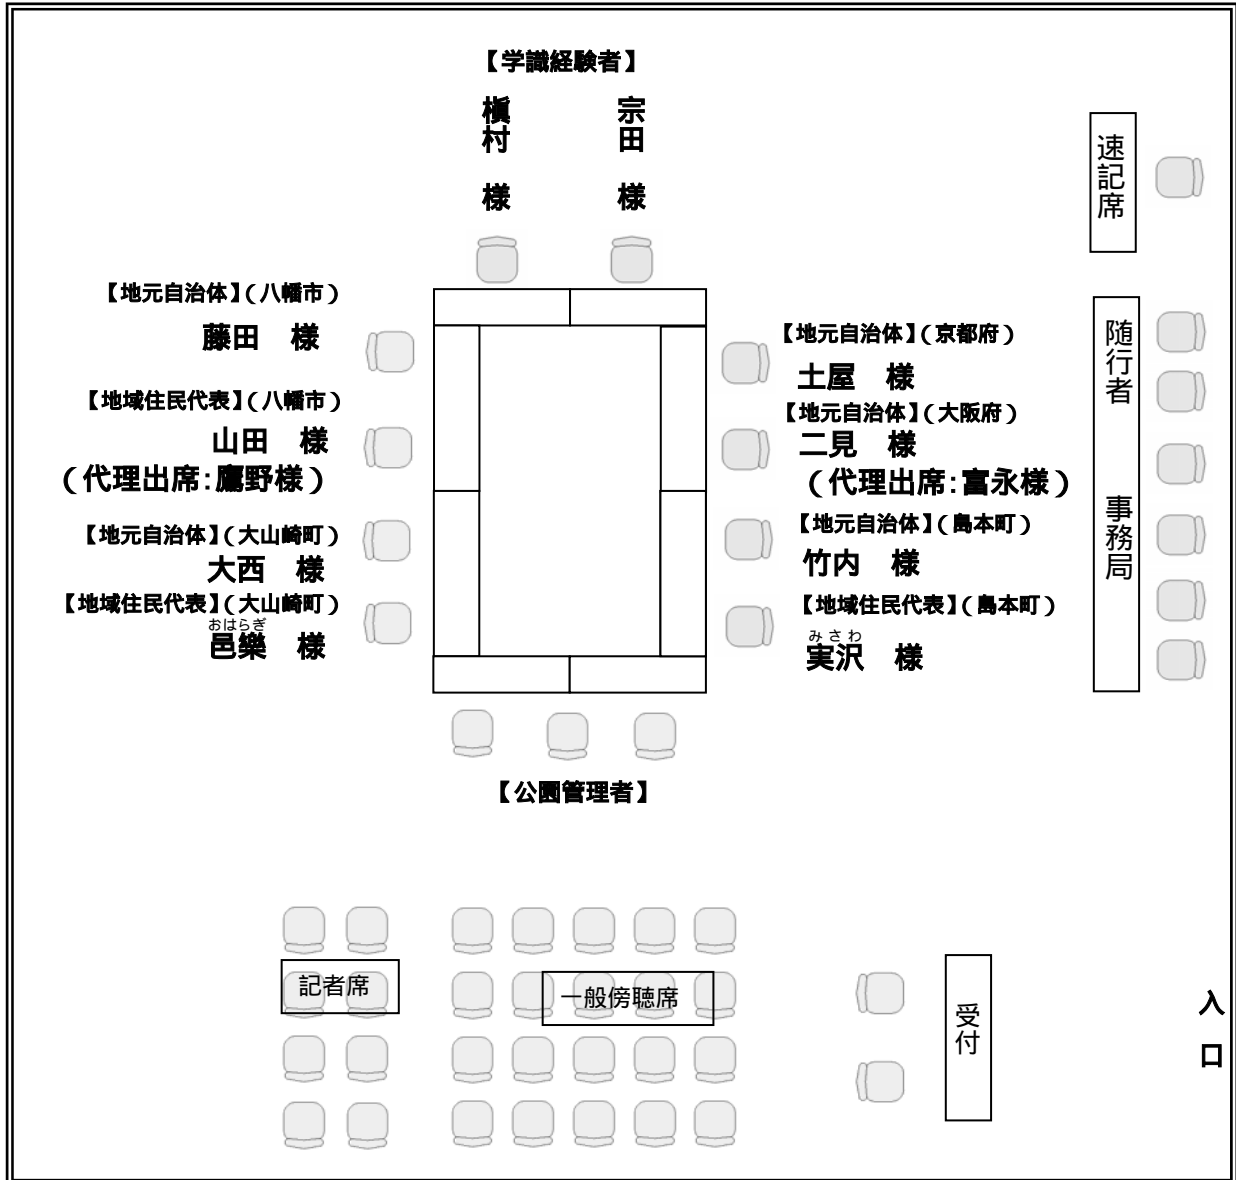 【学識経験者】
槇村　様
宗田　様
速記席
【地元自治体】(八幡市)
藤田　様
【地域住民代表】(八幡市)
山田　様
(代理出席:鷹野様)
【地元自治体】(大山崎町)
大西　様
【地域住民代表】(大山崎町)
おはらぎ
邑樂　様
【地元自治体】(京都府)
土屋　様
【地元自治体】(大阪府)
二見　様
(代理出席:富永様)
【地元自治体】(島本町)
竹内　様
【地域住民代表】(島本町)
みさわ
実沢　様
随行者　事務局
【公園管理者】
記者席
一般傍聴席
受付
入口